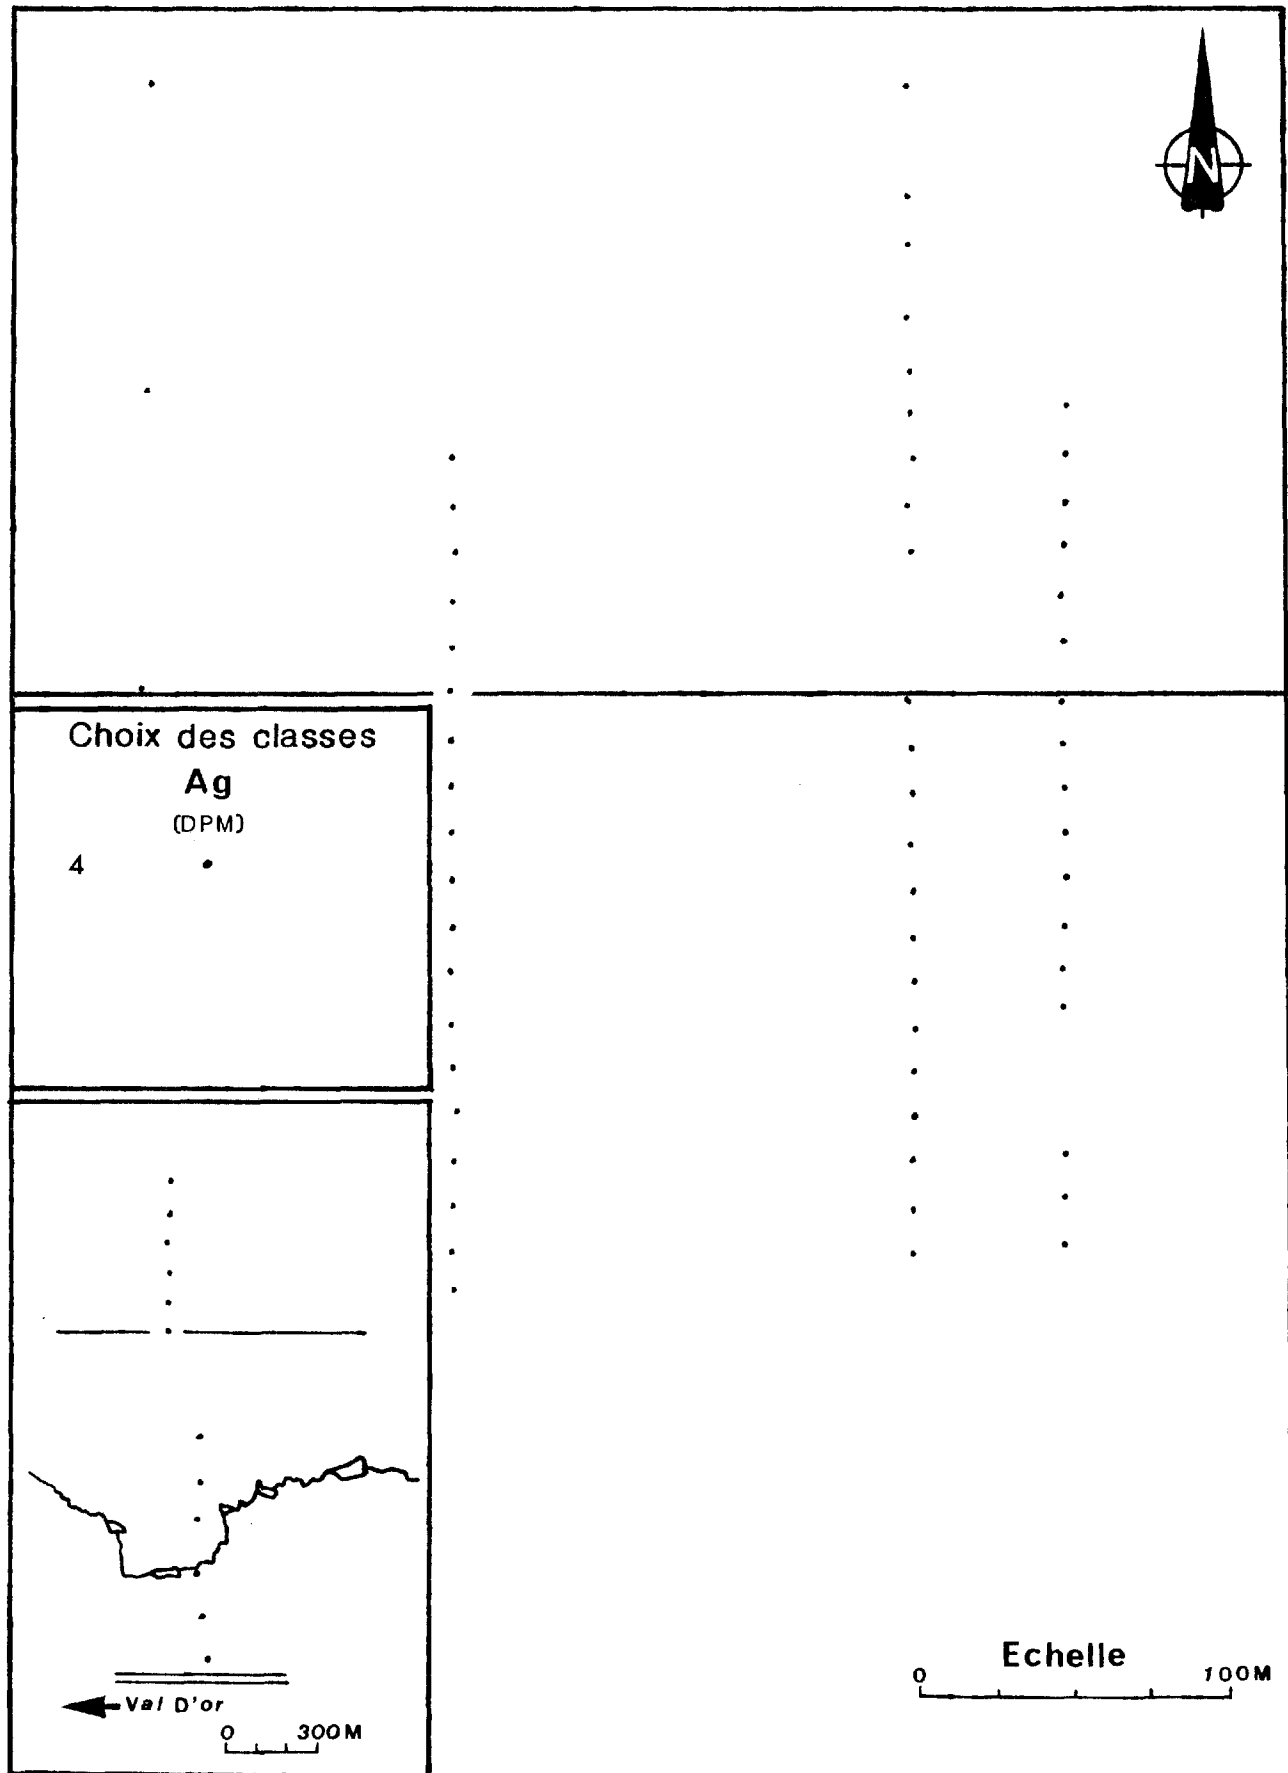 N
Choix des classes
Ag
(DPM)
4
Val D'or
0 300M
Echelle
0 100M